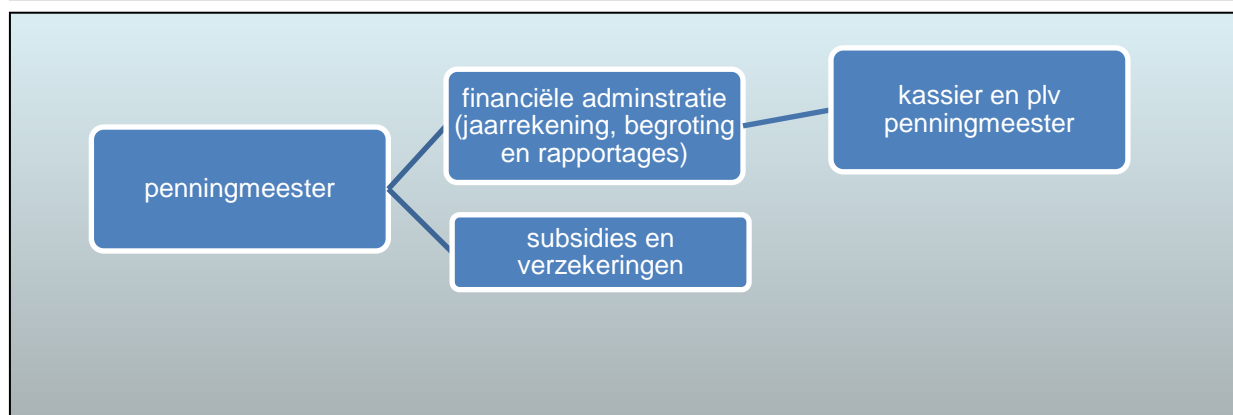 penningmeester
financiële adminstratie
(jaarrekening, begroting
en rapportages)
subsidies en
verzekeringen
kassier en plv
penningmeester